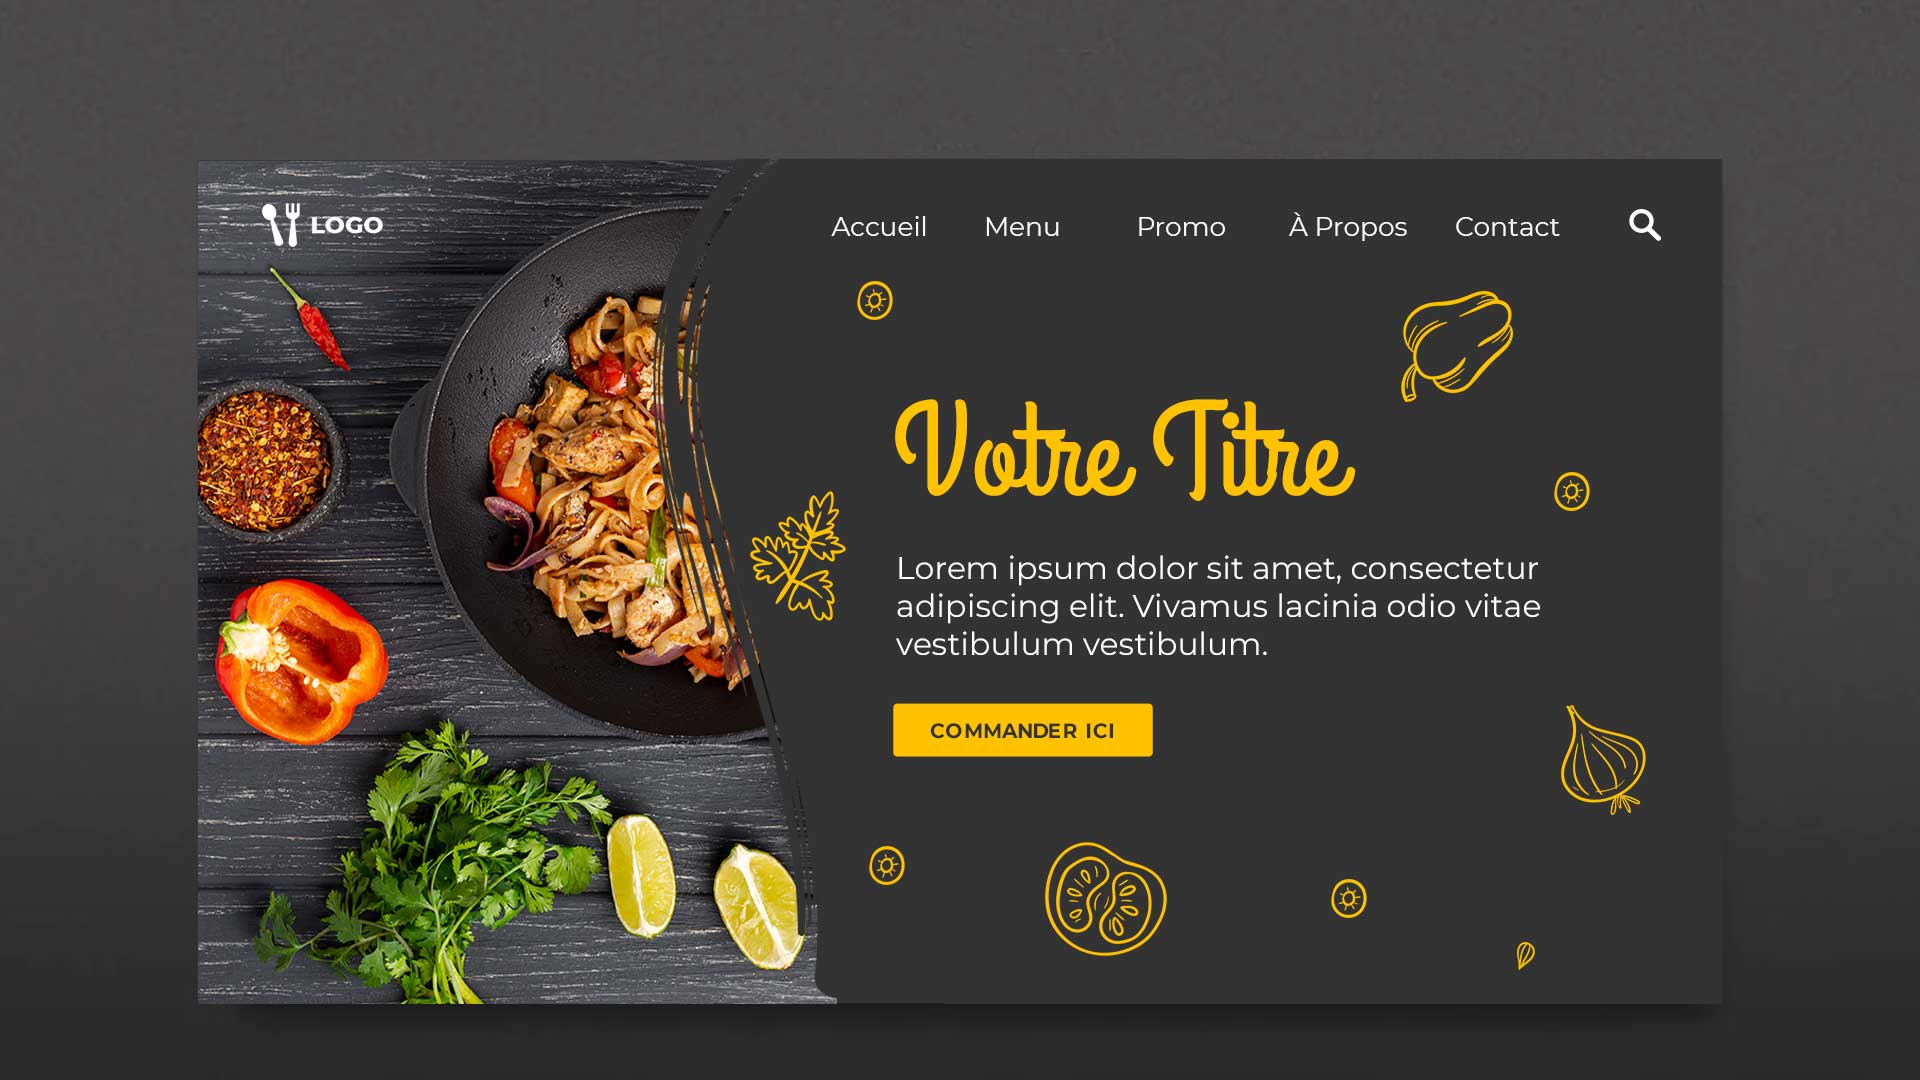 LOGO
Accueil Menu Promo À Propos Contact
Votre Titre
Lorem ipsum dolor sit amet, consectetur
adipiscing elit. Vivamus lacinia odio vitae
vestibulum vestibulum.
COMMANDER ICI